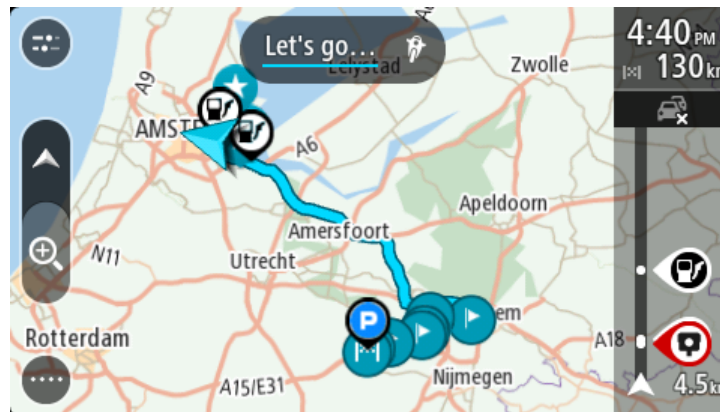 Let's go...
4:40 PM
130 km
Lelystad
Zwolle
A9
AMST
A6
Apeldoorn
Amersfoort
N11
Utrecht
P
em
Rotterdam
A18
Nijmegen
A15/E31
4.5 km